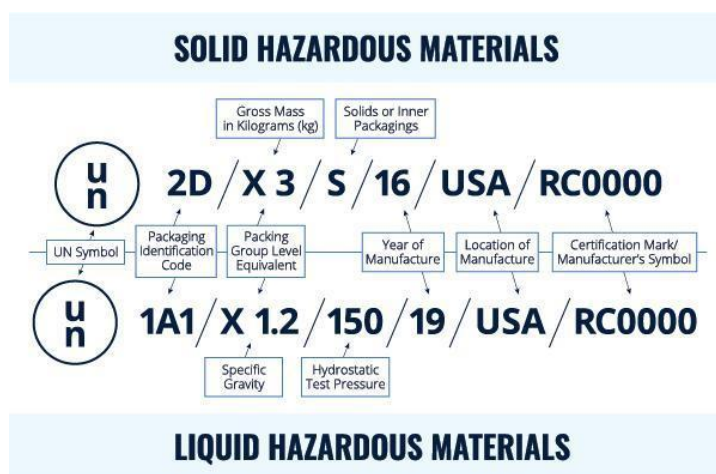 SOLID HAZARDOUS MATERIALS
Gross Mass
in Kilograms (kg)
Solids or Inner
Packagings
u
n
2D / X 3 / S / 16 / USA / RC0000
UN Symbol
Packaging
Identification
Code
Packing
Group Level
Equivalent
Year of
Manufacture
Location of
Manufacture
Certification Mark/
Manufacturer's Symbol
u
n
1A1 / X 1.2 / 150 / 19 / USA / RC0000
Specific
Gravity
Hydrostatic
Test Pressure
LIQUID HAZARDOUS MATERIALS